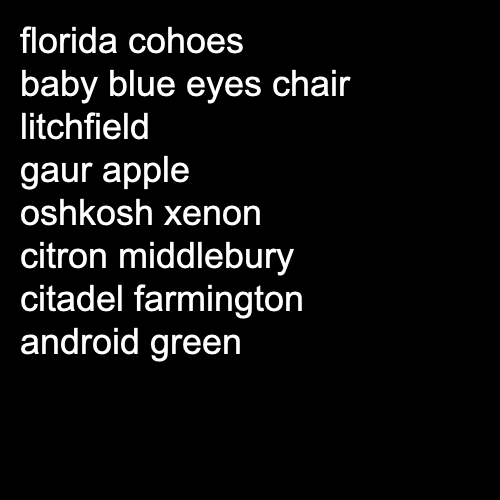 florida cohoes
baby blue eyes chair
litchfield
gaur apple
oshkosh xenon
citron middlebury
citadel farmington
android green